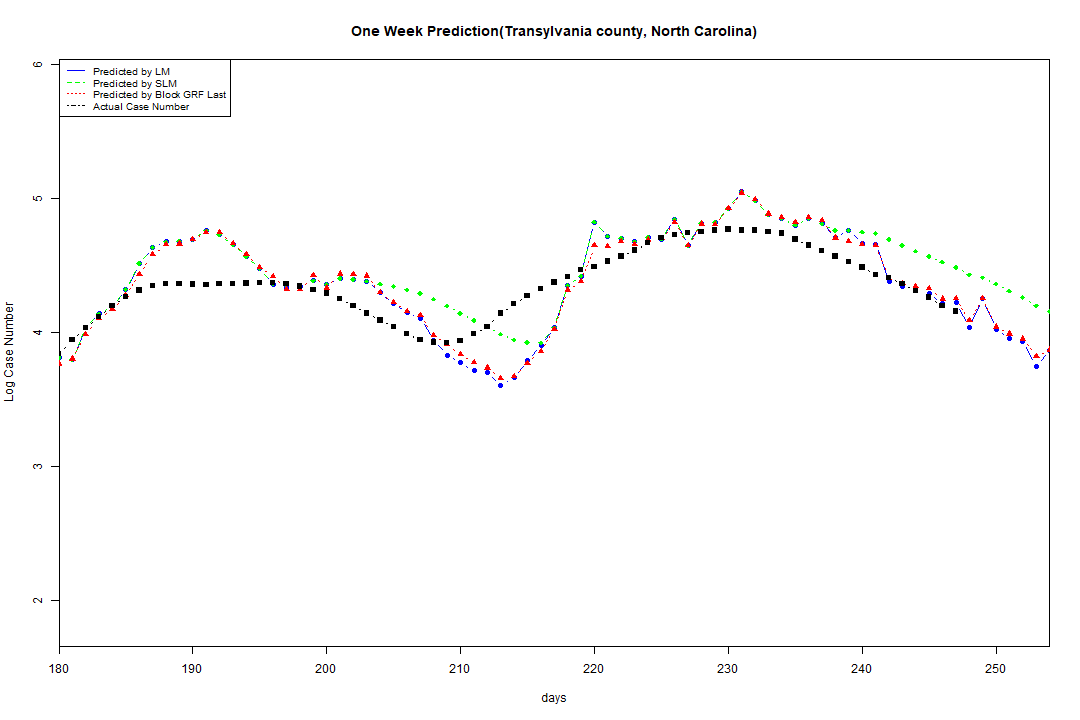 One Week Prediction(Transylvania county, North Carolina)
Predicted by LM
Predicted by SLM
Predicted by Block GRF Last
Actual Case Number
6
5
4
3
2
Log Case Number
180 190 200 210 220 230 240 250
days